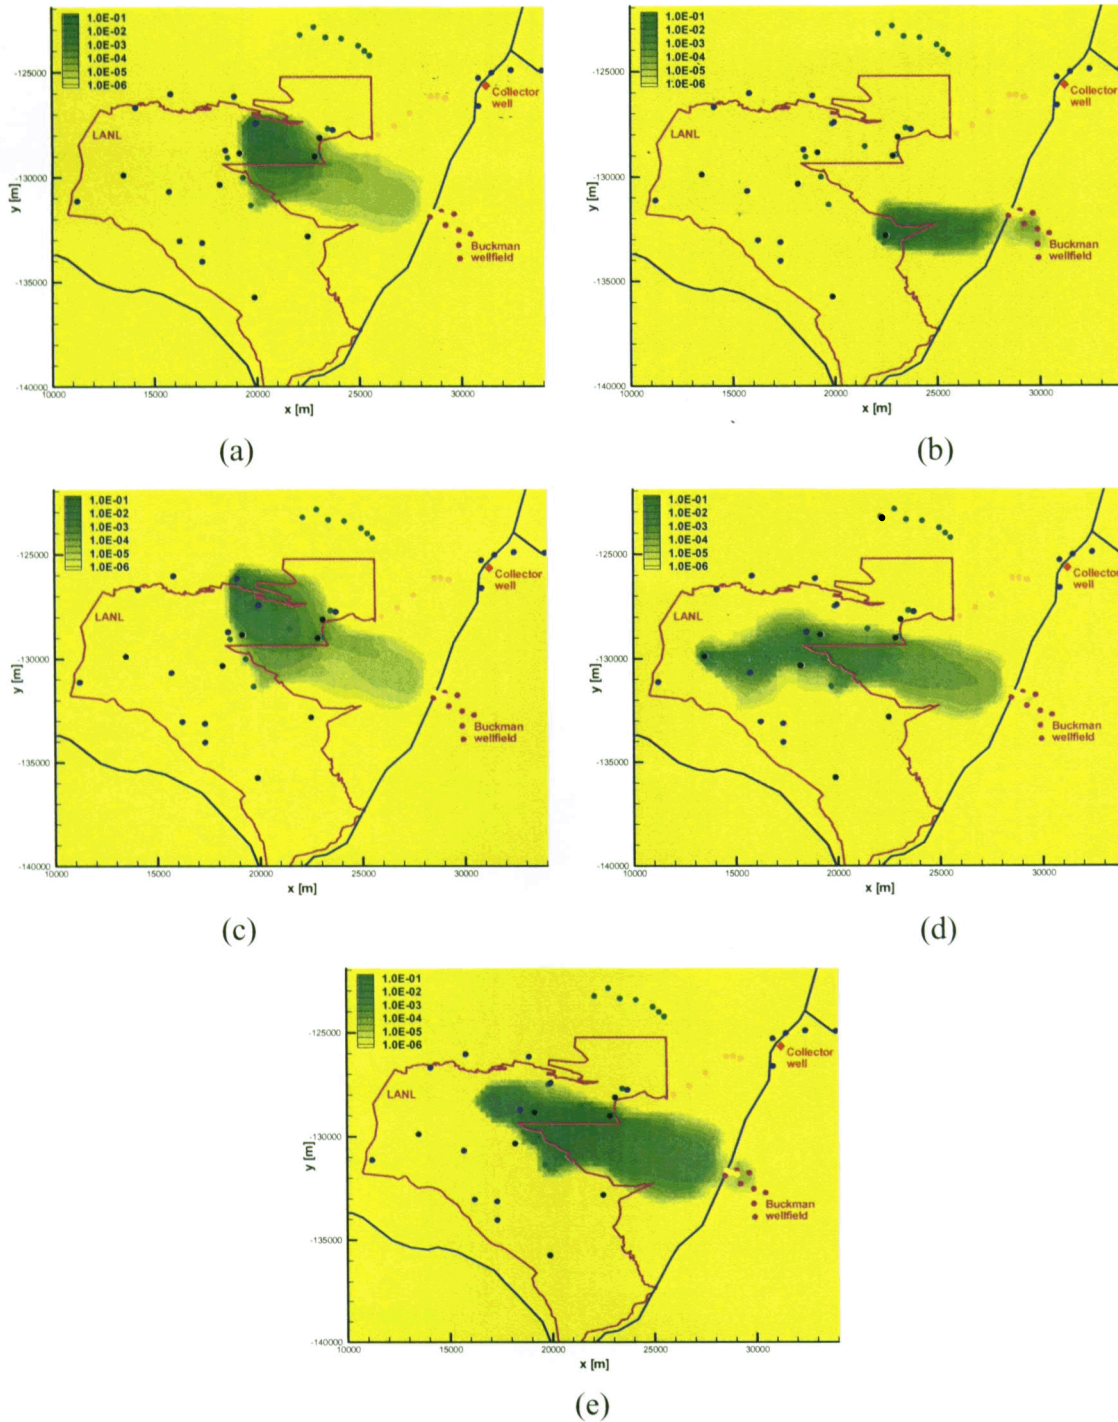 1.0E-01
1.0E-02
1.0E-03
1.0E-04
1.0E-05
1.0E-06
-125000
-130000
-135000
-140000
y [m]
LANL
Collector
well
Buckman
wellfield
10000 15000 20000 25000 30000
x [m]
(a)
1.0E-01
1.0E-02
1.0E-03
1.0E-04
1.0E-05
1.0E-06
-125000
-130000
-135000
-140000
y [m]
LANL
Collector
well
Buckman
wellfield
10000 15000 20000 25000 30000
x [m]
(b)
1.0E-01
1.0E-02
1.0E-03
1.0E-04
1.0E-05
1.0E-06
-125000
-130000
-135000
-140000
y [m]
LANL
Collector
well
Buckman
wellfield
10000 15000 20000 25000 30000
x [m]
(c)
1.0E-01
1.0E-02
1.0E-03
1.0E-04
1.0E-05
1.0E-06
-125000
-130000
-135000
-140000
y [m]
LANL
Collector
well
Buckman
wellfield
10000 15000 20000 25000 30000
x [m]
(d)
1.0E-01
1.0E-02
1.0E-03
1.0E-04
1.0E-05
1.0E-06
-125000
-130000
-135000
-140000
y [m]
LANL
Collector
well
Buckman
wellfield
10000 15000 20000 25000 30000
x [m]
(e)